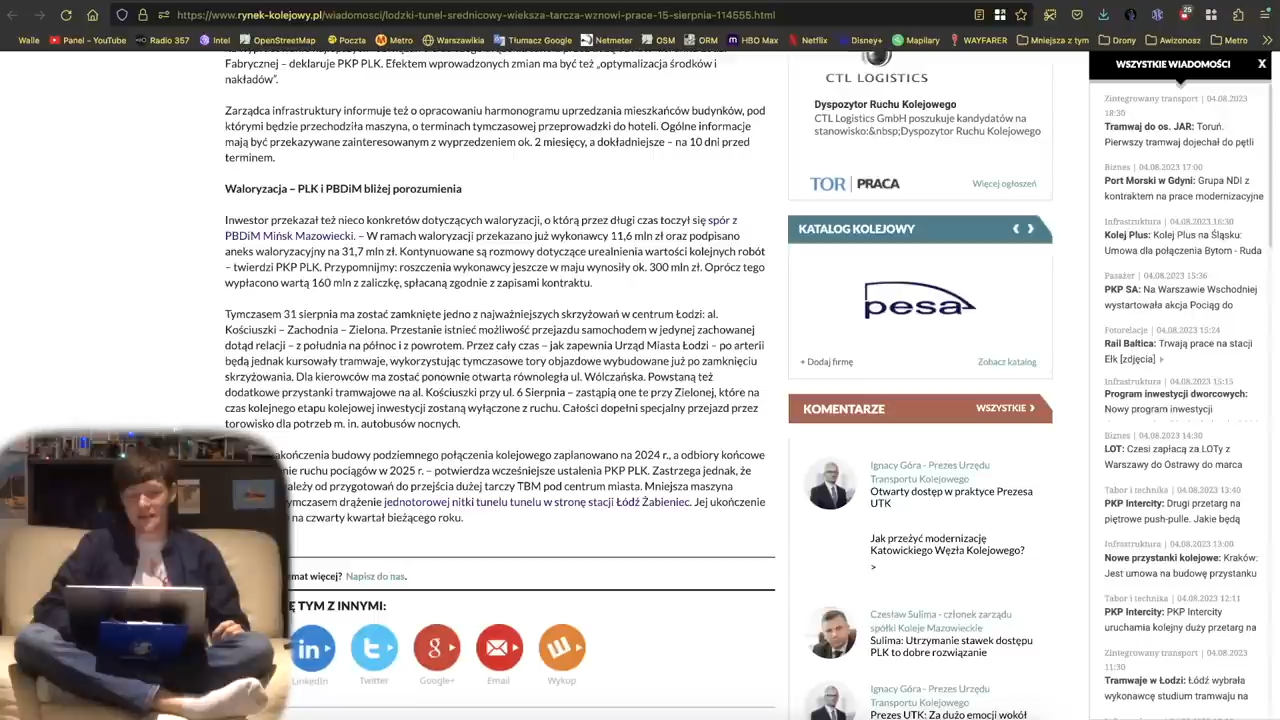 https://www.rynek-kolejowy.pl/wiadomosci/lodzki-tunel-srednicowy-wieksza-tarcza-wznowi-prace-15-sierpnia-114555.html
25
Walle
Panel - YouTube
Radio 357
Intel
OpenStreetMap
Poczta
Metro
Warszawikia
Tłumacz Google
Netmeter
OSM
ORM
HBO Max
Netflix
Disney+
Mapilary
WAYFARER
Mniejsza z tym
Drony
Awizonosz
Metro
Fabrycznej – deklaruje PKP PLK. Efektem wprowadzonych zmian ma być też „optymalizacja środków i
nakładów”.
Zarządca infrastruktury informuje też o opracowaniu harmonogramu uprzedzania mieszkańców budynków, pod
którymi będzie przechodziła maszyna, o terminach tymczasowej przeprowadzki do hoteli. Ogólne informacje
mają być przekazywane zainteresowanym z wyprzedzeniem ok. 2 miesięcy, a dokładniejsze – na 10 dni przed
terminem.
Waloryzacja – PLK i PBDiM bliżej porozumienia
Inwestor przekazał też nieco konkretów dotyczących waloryzacji, o którą przez długi czas toczył się spór z
PBDiM Mińsk Mazowiecki. – W ramach waloryzacji przekazano już wykonawcy 11,6 mln zł oraz podpisano
aneks waloryzacyjny na 31,7 mln zł. Kontynuowane są rozmowy dotyczące urealnienia wartości kolejnych robót
– twierdzi PKP PLK. Przypomnijmy: roszczenia wykonawcy jeszcze w maju wynosiły ok. 300 mln zł. Oprócz tego
wypłacono wartą 160 mln z zaliczkę, spłacaną zgodnie z zapisami kontraktu.
Tymczasem 31 sierpnia ma zostać zamknięte jedno z najważniejszych skrzyżowań w centrum Łodzi: al.
Kościuszki – Zachodnia – Zielona. Przestanie istnieć możliwość przejazdu samochodem w jedynej zachowanej
dotąd relacji – z południa na północ i z powrotem. Przez cały czas – jak zapewnia Urząd Miasta Łodzi – po arterii
będą jednak kursowały tramwaje, wykorzystując tymczasowe tory objazdowe wybudowane już po zamknięciu
skrzyżowania. Dla kierowców ma zostać ponownie otwarta równoległa ul. Wólczańska. Powstaną też
dodatkowe przystanki tramwajowe na al. Kościuszki przy ul. 6 Sierpnia – zastąpią one te przy Zielonej, które na
czas kolejnego etapu kolejowej inwestycji zostaną wyłączone z ruchu. Całości dopełni specjalny przejazd przez
torowisko dla potrzeb m. in. autobusów nocnych.
akończenia budowy podziemnego połączenia kolejowego zaplanowano na 2024 r., a odbiory końcowe
nie ruchu pociągów w 2025 r. – potwierdza wcześniejsze ustalenia PKP PLK. Zastrzega jednak, że
ależy od przygotowań do przejścia dużej tarczy TBM pod centrum miasta. Mniejsza maszyna
ymczasem drążenie jednotorowej nitki tunelu tunelu w stronę stacji Łódź Żabieniec. Jej ukończenie
na czwarty kwartał bieżącego roku.
mat więcej? Napisz do nas.
Ę TYM Z INNYMI:
LinkedIn
Twitter
Google+
Email
Wykop
CTL LOGISTICS
Dyspozytor Ruchu Kolejowego
CTL Logistics GmbH poszukuje kandydatów na
stanowisko:&nbsp;Dyspozytor Ruchu Kolejowego
TOR | PRACA
Więcej ogłoszeń
KATALOG KOLEJOWY
pesa
+ Dodaj firmę
Zobacz katalog
KOMENTARZE
WSZYSTKIE
Ignacy Góra - Prezes Urzędu
Transportu Kolejowego
Otwarty dostęp w praktyce Prezesa
UTK
Jak przeżyć modernizację
Katowickiego Węzła Kolejowego?
>
Czesław Sulima - członek zarządu
spółki Koleje Mazowieckie
Sulima: Utrzymanie stawek dostępu
PLK to dobre rozwiązanie
Ignacy Góra - Prezes Urzędu
Transportu Kolejowego
Prezes UTK: Za dużo emocji wokół
WSZYSTKIE WIADOMOŚCI X
Zintegrowany transport | 04.08.2023
18:30
Tramwaj do os. JAR: Toruń.
Pierwszy tramwaj dojechał do pętli
Biznes | 04.08.2023 17:00
Port Morski w Gdyni: Grupa NDI z
kontraktem na prace modernizacyjne
Infrastruktura | 04.08.2023 16:30
Kolej Plus: Kolej Plus na Śląsku:
Umowa dla połączenia Bytom - Ruda
Pasażer | 04.08.2023 15:36
PKP SA: Na Warszawie Wschodniej
wystartowała akcja Pociąg do
Fotorelacje | 04.08.2023 15:24
Rail Baltica: Trwają prace na stacji
Ełk [zdjęcia]
Infrastruktura | 04.08.2023 15:15
Program inwestycji dworcowych:
Nowy program inwestycji
Biznes | 04.08.2023 14:30
LOT: Czesi zapłacą za LOTy z
Warszawy do Ostrawy do marca
Tabor i technika | 04.08.2023 13:40
PKP Intercity: Drugi przetarg na
piętrowe push-pulle. Jakie będą
Infrastruktura | 04.08.2023 13:00
Nowe przystanki kolejowe: Kraków:
Jest umowa na budowę przystanku
Tabor i technika | 04.08.2023 12:11
PKP Intercity: PKP Intercity
uruchamia kolejny duży przetarg na
Zintegrowany transport | 04.08.2023
11:30
Tramwaje w Łodzi: Łódź wybrała
wykonawcę studium tramwaju na